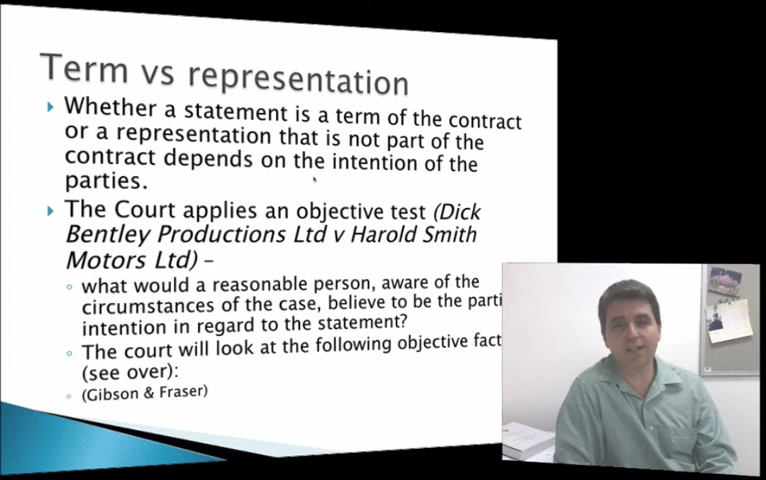 Term vs representation
Whether a statement is a term of the contract
or a representation that is not part of the
contract depends on the intention of the
parties.
The Court applies an objective test (Dick
Bentley Productions Ltd v Harold Smith
Motors Ltd) –
what would a reasonable person, aware of the
circumstances of the case, believe to be the parti
intention in regard to the statement?
The court will look at the following objective fact
(see over):
(Gibson & Fraser)